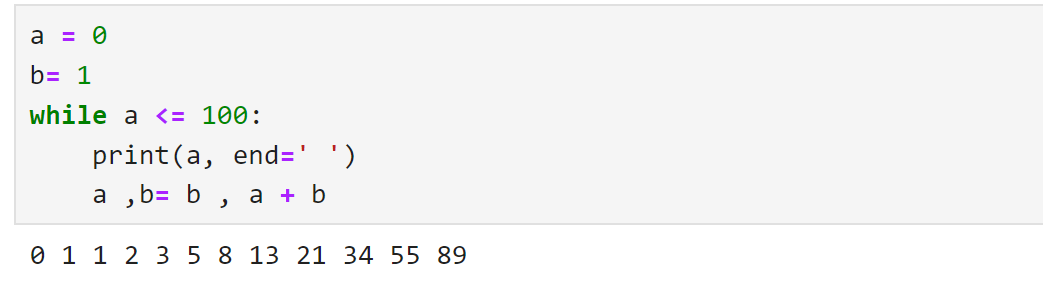 a = 0
b= 1
while a <= 100:
    print(a, end=' ')
    a ,b= b , a + b
0 1 1 2 3 5 8 13 21 34 55 89